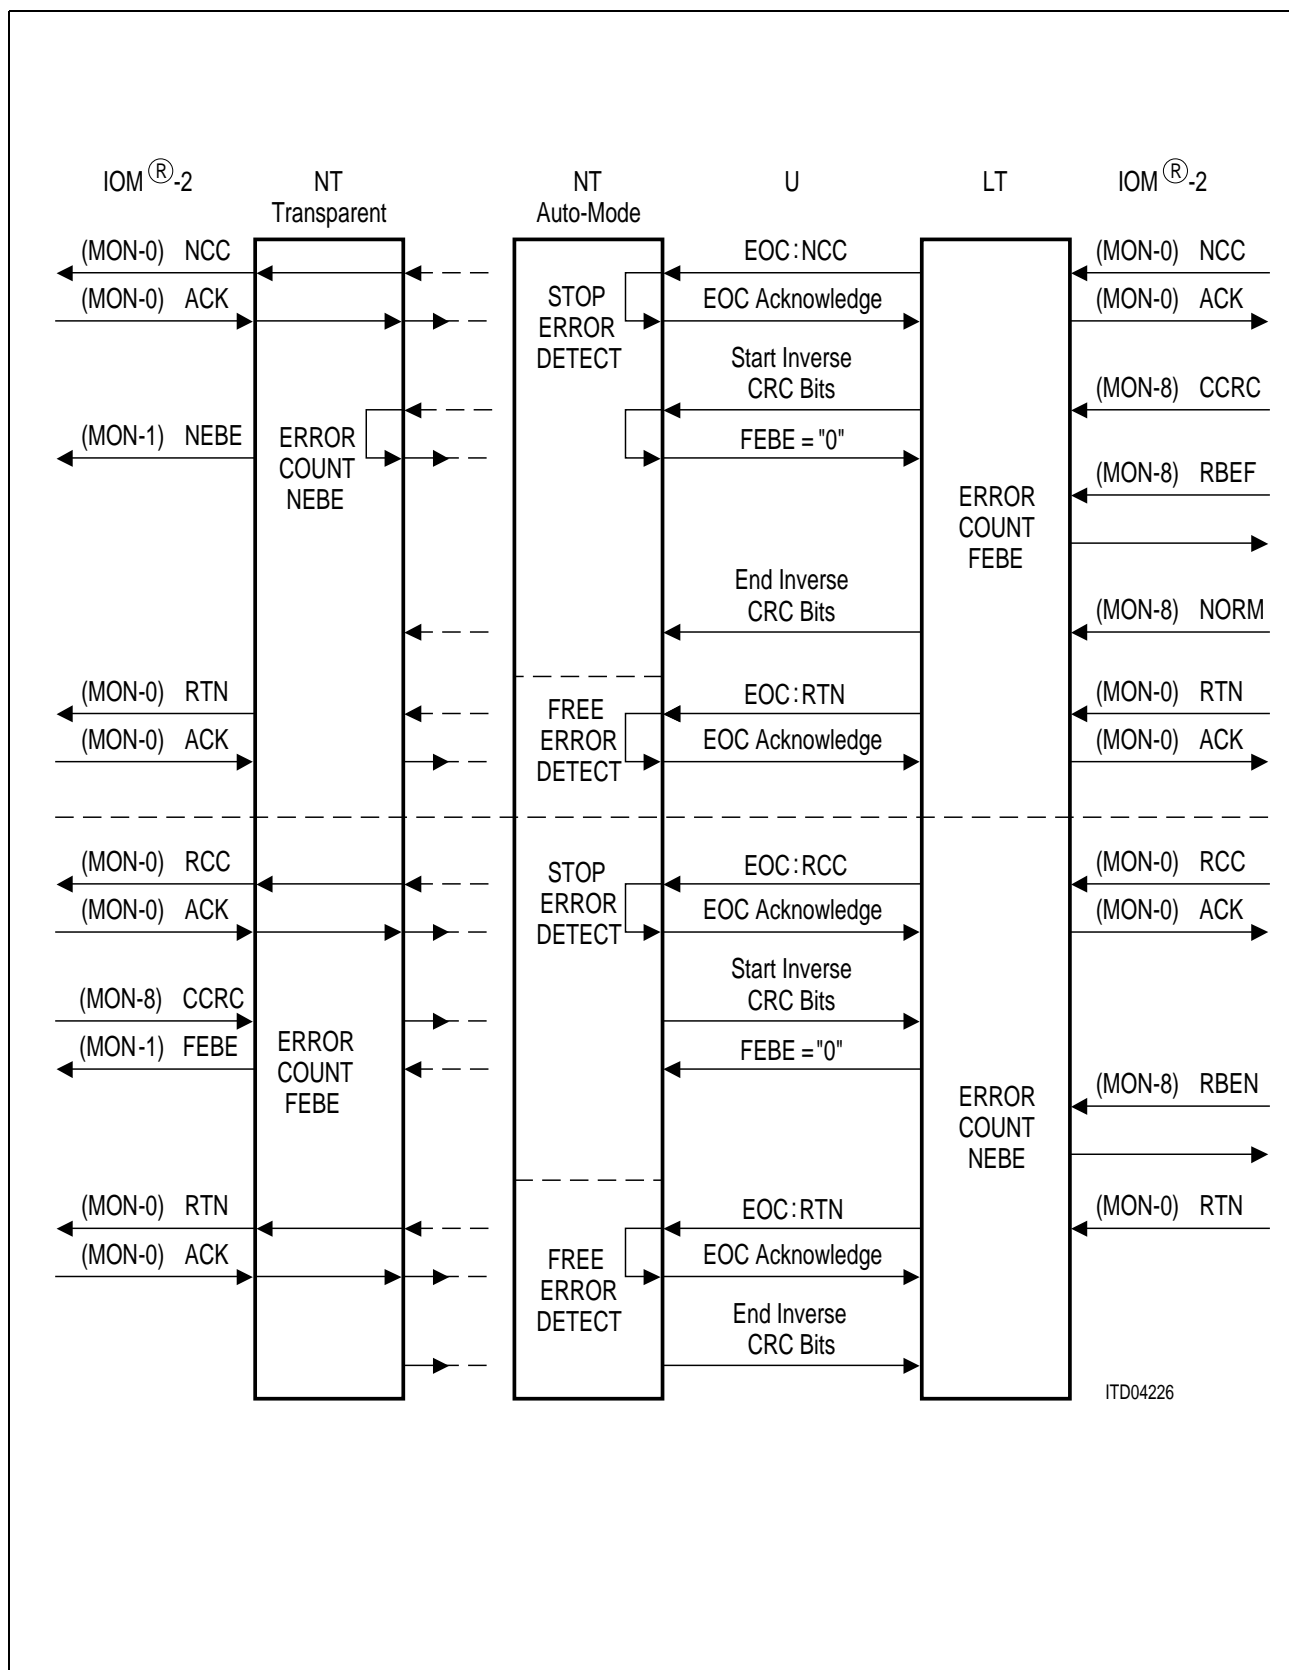 IOM ®-2 NT NT U LT IOM ®-2
Transparent Auto-Mode
(MON-0) NCC EOC:NCC (MON-0) NCC
(MON-0) ACK STOP ERROR DETECT EOC Acknowledge (MON-0) ACK
Start Inverse
CRC Bits
(MON-8) CCRC
(MON-1) NEBE
ERROR
COUNT
NEBE
FEBE = "0"
(MON-8) RBEF
ERROR
COUNT
FEBE
End Inverse
CRC Bits
(MON-8) NORM
(MON-0) RTN EOC:RTN (MON-0) RTN
(MON-0) ACK FREE ERROR DETECT EOC Acknowledge (MON-0) ACK
(MON-0) RCC EOC:RCC (MON-0) RCC
(MON-0) ACK STOP ERROR DETECT EOC Acknowledge (MON-0) ACK
Start Inverse
CRC Bits
(MON-8) CCRC
(MON-1) FEBE
ERROR
COUNT
FEBE
FEBE = "0"
(MON-8) RBEN
ERROR
COUNT
NEBE
(MON-0) RTN EOC:RTN (MON-0) RTN
(MON-0) ACK FREE ERROR DETECT EOC Acknowledge
End Inverse
CRC Bits
ITD04226